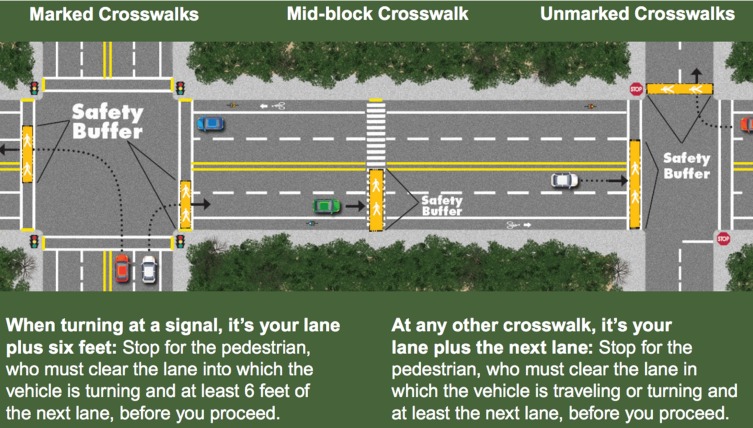 Marked Crosswalks
Mid-block Crosswalk
Unmarked Crosswalks
Safety
Buffer
Safety
Buffer
STOP
Safety
Buffer
STOP
When turning at a signal, it’s your lane
plus six feet: Stop for the pedestrian,
who must clear the lane into which the
vehicle is turning and at least 6 feet of
the next lane, before you proceed.
At any other crosswalk, it’s your
lane plus the next lane: Stop for the
pedestrian, who must clear the lane in
which the vehicle is traveling or turning and
at least the next lane, before you proceed.